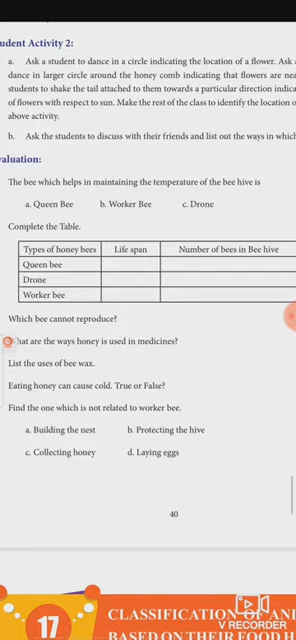 udent Activity 2:
a. Ask a student to dance in a circle indicating the location of a flower. Ask
dance in larger circle around the honey comb indicating that flowers are nea
students to shake the tail attached to them towards a particular direction indica
of flowers with respect to sun. Make the rest of the class to identify the location o
above activity.
b. Ask the students to discuss with their friends and list out the ways in which
valuation:
The bee which helps in maintaining the temperature of the bee hive is
a. Queen Bee b. Worker Bee c. Drone
Complete the Table.
Types of honey bees Life span Number of bees in Bee hive
Queen bee
Drone
Worker bee
Which bee cannot reproduce?
hat are the ways honey is used in medicines?
List the uses of bee wax.
Eating honey can cause cold. True or False?
Find the one which is not related to worker bee.
a. Building the nest b. Protecting the hive
c. Collecting honey d. Laying eggs
40
17
CLASSIFICATION OF ANI
V RECORDER
BASED ON THEIR FOOD H